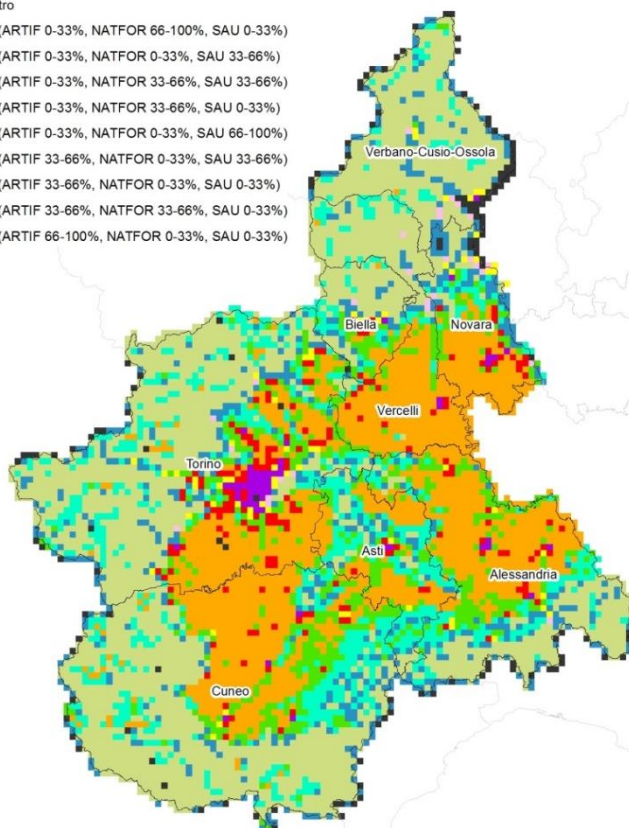 tro
(ARTIF 0-33%, NATFOR 66-100%, SAU 0-33%)
(ARTIF 0-33%, NATFOR 0-33%, SAU 33-66%)
(ARTIF 0-33%, NATFOR 33-66%, SAU 33-66%)
(ARTIF 0-33%, NATFOR 33-66%, SAU 0-33%)
(ARTIF 0-33%, NATFOR 0-33%, SAU 66-100%)
(ARTIF 33-66%, NATFOR 0-33%, SAU 33-66%)
(ARTIF 33-66%, NATFOR 0-33%, SAU 0-33%)
(ARTIF 33-66%, NATFOR 33-66%, SAU 0-33%)
(ARTIF 66-100%, NATFOR 0-33%, SAU 0-33%)
Verbano-Cusio-Ossola
Biella
Novara
Vercelli
Torino
Asti
Alessandria
Cuneo